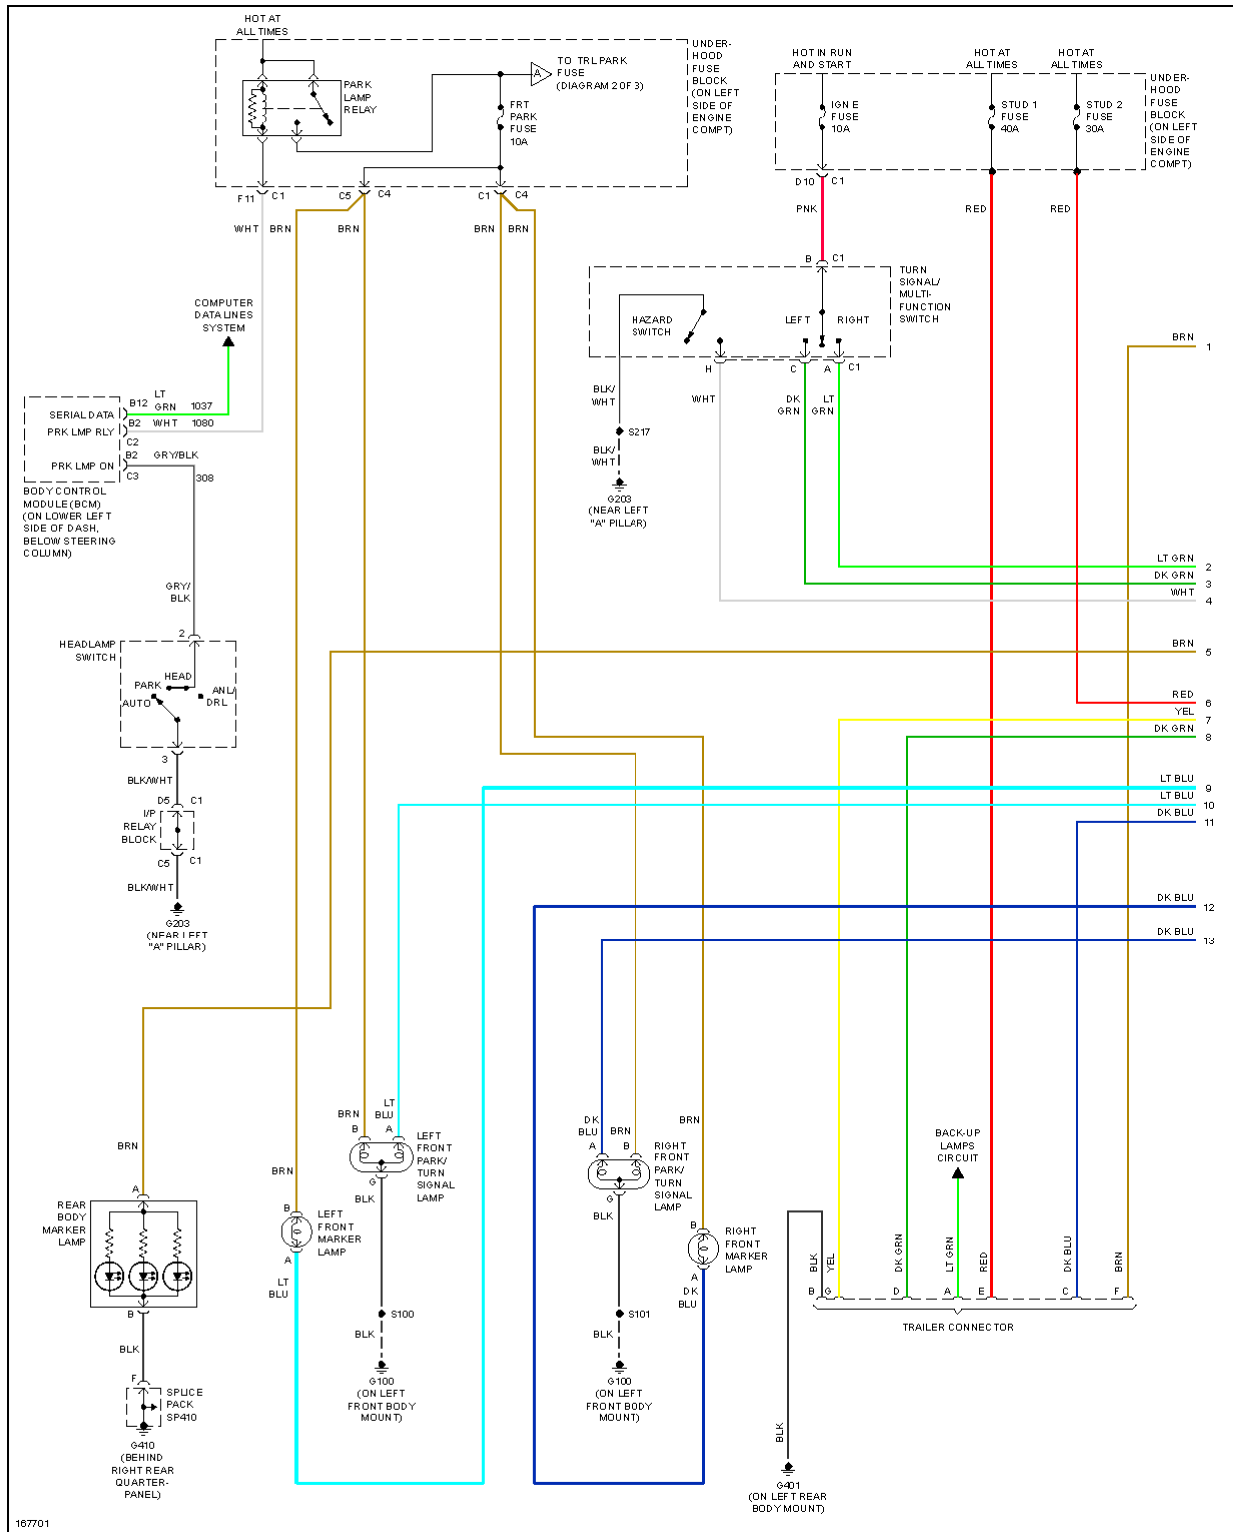 HOT AT
ALL TIMES
PARK
LAMP
RELAY
TO TRL PARK
FUSE
(DIAGRAM 2 OF 3)
A
FRT
PARK
FUSE
10A
UNDER-
HOOD
FUSE
BLOCK
(ON LEFT
SIDE OF
ENGINE
COMPT)
HOT IN RUN
AND START
HOT AT
ALL TIMES
HOT AT
ALL TIMES
IGN E
FUSE
10A
STUD 1
FUSE
40A
STUD 2
FUSE
30A
UNDER-
HOOD
FUSE
BLOCK
(ON LEFT
SIDE OF
ENGINE
COMPT)
F11 C1
C5 C4
C1 C4
D10 C1
WHT BRN
BRN
BRN BRN
PNK
RED
RED
B C1
TURN
SIGNAL/
MULTI-
FUNCTION
SWITCH
HAZARD
SWITCH
LEFT
RIGHT
H
C
A C1
COMPUTER
DATA LINES
SYSTEM
BLK/
WHT
WHT
DK
GRN
LT
GRN
S217
BLK/
WHT
G203
(NEAR LEFT
"A" PILLAR)
BRN 1
SERIAL DATA
PRK LMP RLY
PRK LMP ON
B12 LT
GRN 1037
B2 WHT 1080
C2
B2 GRY/BLK
C3
308
BODY CONTROL
MODULE (BCM)
(ON LOWER LEFT
SIDE OF DASH,
BELOW STEERING
COLUMN)
LT GRN 2
DK GRN 3
WHT 4
GRY/
BLK
2
HEADLAMP
SWITCH
HEAD
PARK
AUTO
ANL/
DRL
3
BRN 5
RED 6
YEL 7
DK GRN 8
LT BLU 9
LT BLU 10
DK BLU 11
DK BLU 12
DK BLU 13
BLK/WHT
D5 C1
I/P
RELAY
BLOCK
C5 C1
BLK/WHT
G203
(NEAR LEFT
"A" PILLAR)
BRN
A
REAR
BODY
MARKER
LAMP
B
BLK
F
SPLICE
PACK
SP410
G410
(BEHIND
RIGHT REAR
QUARTER-
PANEL)
BRN
B
LEFT
FRONT
MARKER
LAMP
A
LT
BLU
BRN
B
LT
BLU
A
LEFT
FRONT
PARK/
TURN
SIGNAL
LAMP
G
BLK
S100
BLK
G100
(ON LEFT
FRONT BODY
MOUNT)
DK
BLU
A
BRN
B
RIGHT
FRONT
PARK/
TURN
SIGNAL
LAMP
G
BLK
S101
BLK
G100
(ON LEFT
FRONT BODY
MOUNT)
BRN
B
RIGHT
FRONT
MARKER
LAMP
A
DK
BLU
BACK-UP
LAMPS
CIRCUIT
BLK
YEL
DK GRN
LT GRN
RED
DK BLU
BRN
B G D A E C F
TRAILER CONNECTOR
BLK
G401
(ON LEFT REAR
BODY MOUNT)
167701